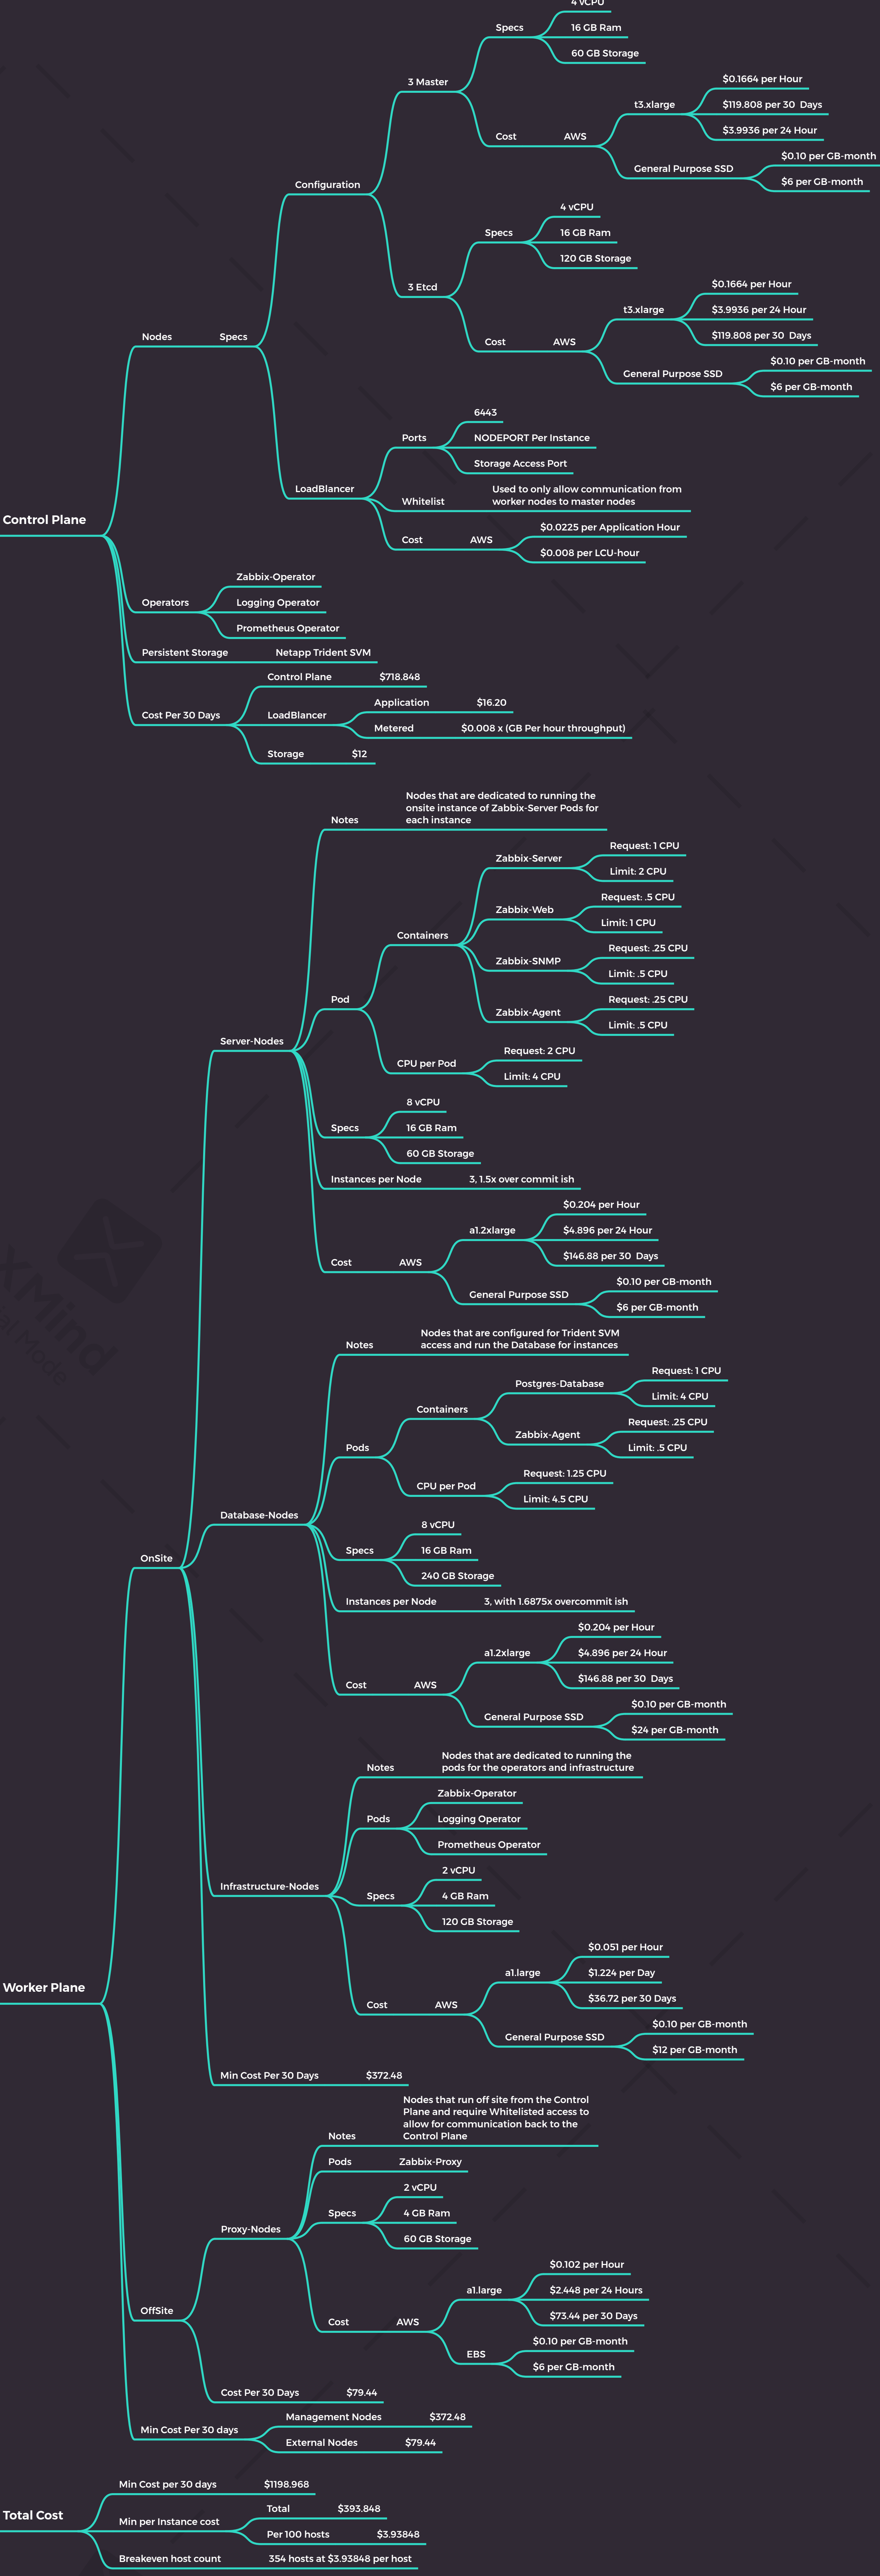 4 vCPU
Specs
16 GB Ram
60 GB Storage
3 Master
$0.1664 per Hour
t3.xlarge
$119.808 per 30 Days
$3.9936 per 24 Hour
Cost
AWS
$0.10 per GB-month
General Purpose SSD
$6 per GB-month
Configuration
4 vCPU
Specs
16 GB Ram
120 GB Storage
3 Etcd
$0.1664 per Hour
t3.xlarge
$3.9936 per 24 Hour
$119.808 per 30 Days
Cost
AWS
$0.10 per GB-month
General Purpose SSD
$6 per GB-month
Nodes
Specs
6443
Ports
NODEPORT Per Instance
Storage Access Port
LoadBlancer
Whitelist
Used to only allow communication from
worker nodes to master nodes
$0.0225 per Application Hour
Cost
AWS
$0.008 per LCU-hour
Control Plane
Zabbix-Operator
Operators
Logging Operator
Prometheus Operator
Persistent Storage
Netapp Trident SVM
Control Plane
$718.848
Cost Per 30 Days
LoadBlancer
Application
$16.20
Metered
$0.008 x (GB Per hour throughput)
Storage
$12
Notes
Nodes that are dedicated to running the
onsite instance of Zabbix-Server Pods for
each instance
Request: 1 CPU
Zabbix-Server
Limit: 2 CPU
Request: .5 CPU
Zabbix-Web
Limit: 1 CPU
Containers
Request: .25 CPU
Zabbix-SNMP
Limit: .5 CPU
Request: .25 CPU
Zabbix-Agent
Limit: .5 CPU
Pod
Request: 2 CPU
CPU per Pod
Limit: 4 CPU
Server-Nodes
8 vCPU
Specs
16 GB Ram
60 GB Storage
Instances per Node
3, 1.5x over commit ish
$0.204 per Hour
a1.2xlarge
$4.896 per 24 Hour
$146.88 per 30 Days
Cost
AWS
$0.10 per GB-month
General Purpose SSD
$6 per GB-month
Notes
Nodes that are configured for Trident SVM
access and run the Database for instances
Request: 1 CPU
Postgres-Database
Limit: 4 CPU
Containers
Request: .25 CPU
Zabbix-Agent
Limit: .5 CPU
Pods
Request: 1.25 CPU
CPU per Pod
Limit: 4.5 CPU
Database-Nodes
8 vCPU
Specs
16 GB Ram
240 GB Storage
OnSite
Instances per Node
3, with 1.6875x overcommit ish
$0.204 per Hour
a1.2xlarge
$4.896 per 24 Hour
$146.88 per 30 Days
Cost
AWS
$0.10 per GB-month
General Purpose SSD
$24 per GB-month
Notes
Nodes that are dedicated to running the
pods for the operators and infrastructure
Zabbix-Operator
Pods
Logging Operator
Prometheus Operator
Infrastructure-Nodes
2 vCPU
Specs
4 GB Ram
120 GB Storage
$0.051 per Hour
a1.large
$1.224 per Day
$36.72 per 30 Days
Cost
AWS
$0.10 per GB-month
General Purpose SSD
$12 per GB-month
Worker Plane
Min Cost Per 30 Days
$372.48
Notes
Nodes that run off site from the Control
Plane and require Whitelisted access to
allow for communication back to the
Control Plane
Pods
Zabbix-Proxy
2 vCPU
Specs
4 GB Ram
60 GB Storage
Proxy-Nodes
$0.102 per Hour
a1.large
$2.448 per 24 Hours
$73.44 per 30 Days
OffSite
Cost
AWS
$0.10 per GB-month
EBS
$6 per GB-month
Cost Per 30 Days
$79.44
Management Nodes
$372.48
Min Cost Per 30 days
External Nodes
$79.44
Min Cost per 30 days
$1198.968
Total Cost
Total
$393.848
Min per Instance cost
Per 100 hosts
$3.93848
Breakeven host count
354 hosts at $3.93848 per host
XMind